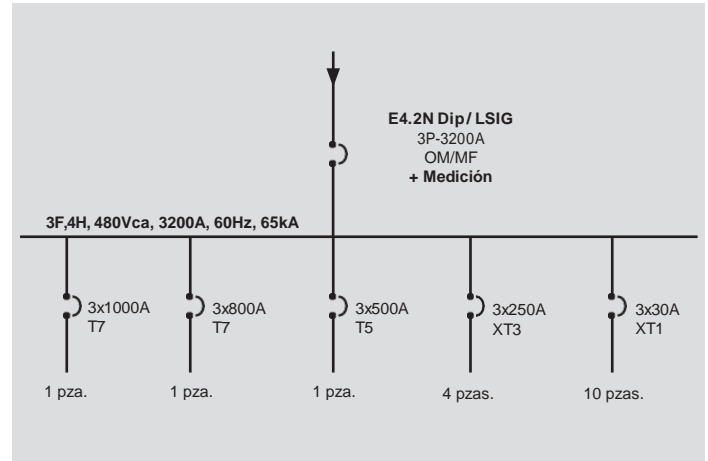 E4.2N Dip/ LSIG
3P-3200A
OM/MF
+ Medición
3F,4H, 480Vca, 3200A, 60Hz, 65kA
3x1000A
T7
3x800A
T7
3x500A
T5
3x250A
XT3
3x30A
XT1
1 pza.
1 pza.
1 pza.
4 pzas.
10 pzas.